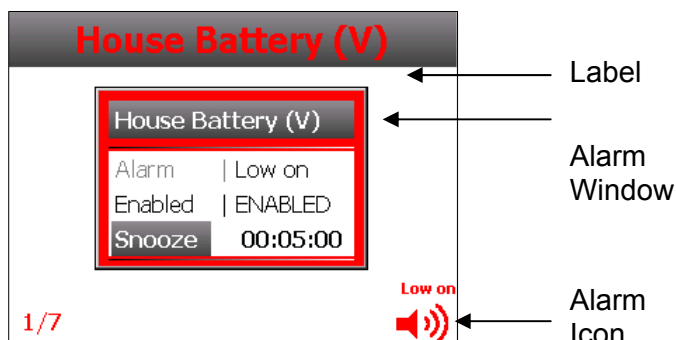 House Battery (V)
Label
House Battery (V)
Alarm | Low on
Enabled | ENABLED
Snooze 00:05:00
Alarm
Window
Low on
1/7
Alarm
Icon